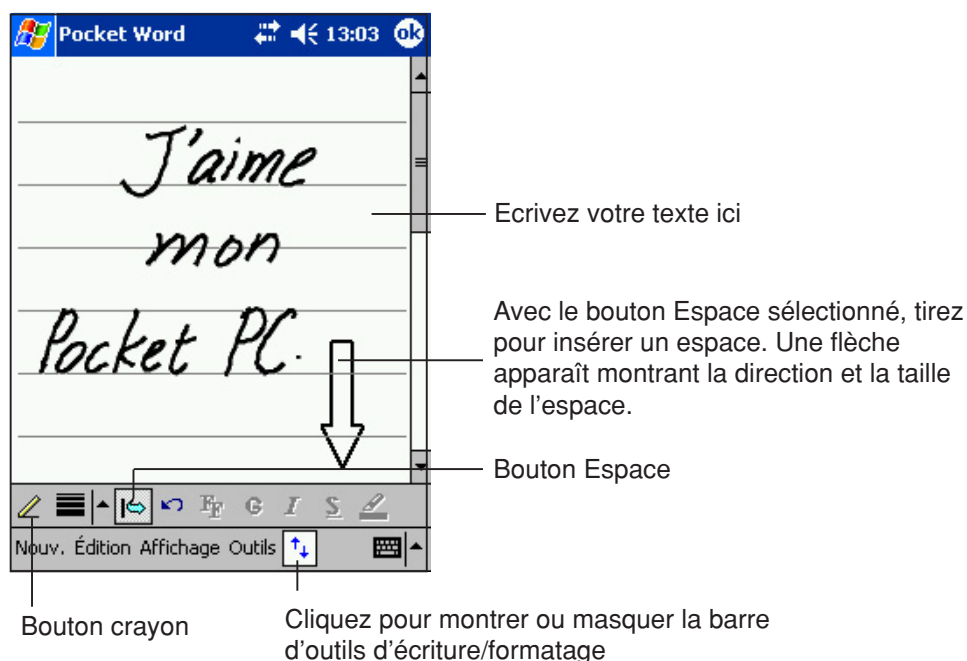 Pocket Word 13:03 ok
J'aime
mon
Pocket PC.
Ecrivez votre texte ici
Avec le bouton Espace sélectionné, tirez
pour insérer un espace. Une flèche
apparaît montrant la direction et la taille
de l'espace.
Bouton Espace
FF G I S
Nouv. Édition Affichage Outils
Bouton crayon
Cliquez pour montrer ou masquer la barre
d'outils d'écriture/formatage